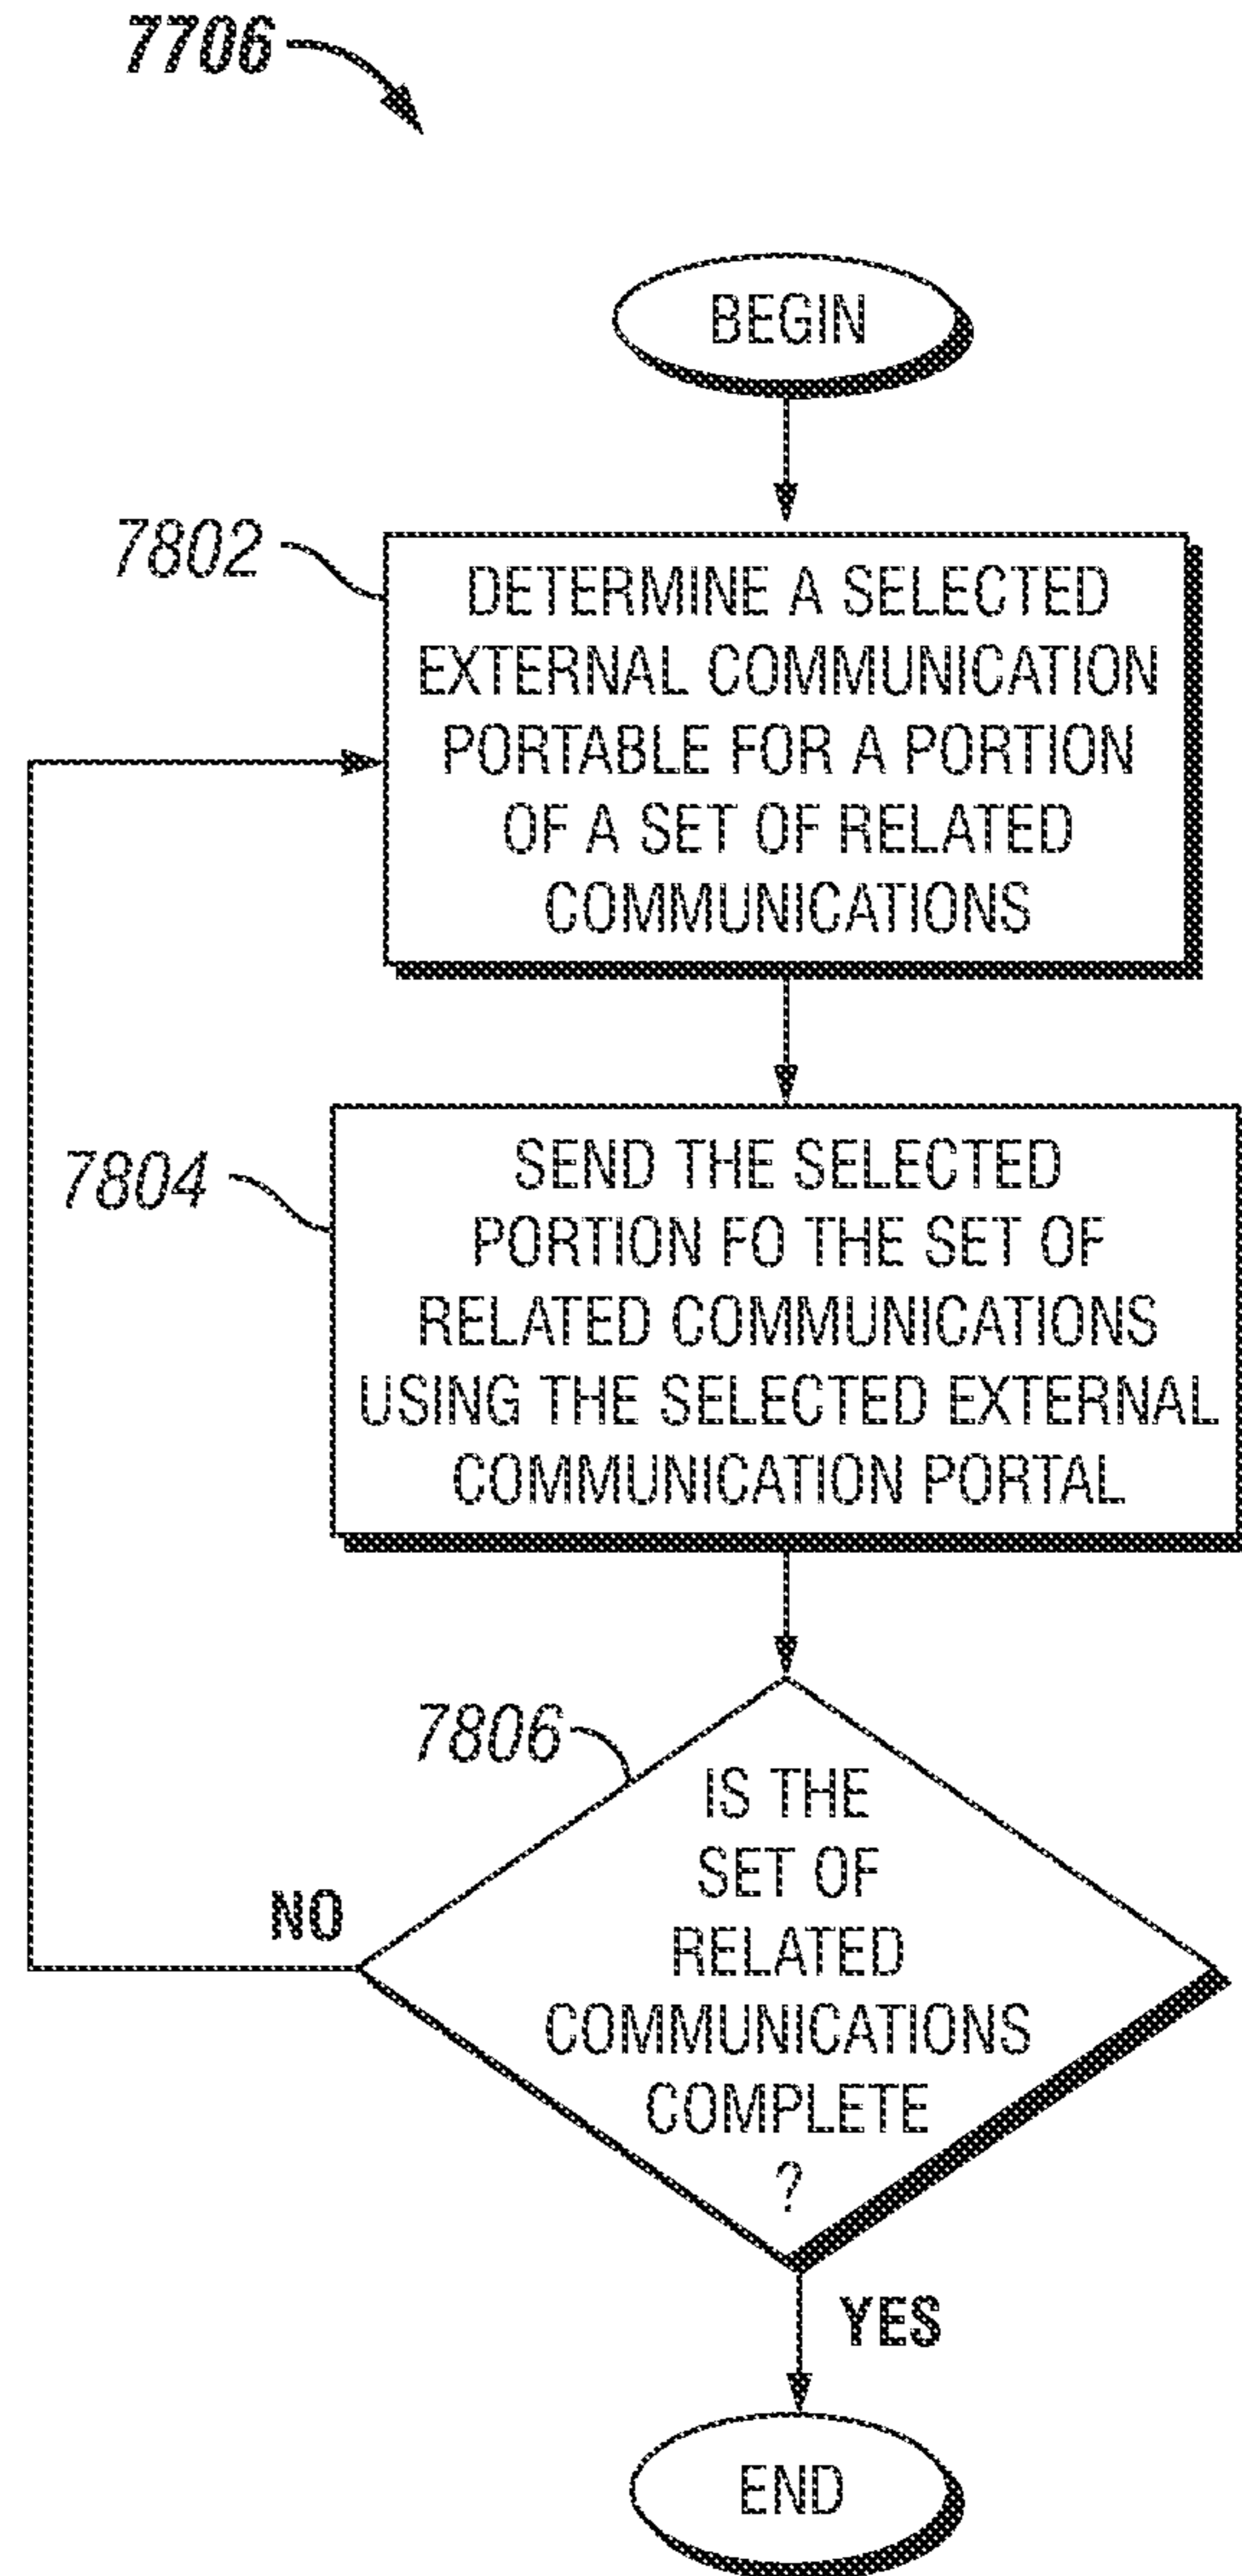 7706
BEGIN
7802
DETERMINE A SELECTED
EXTERNAL COMMUNICATION
PORTABLE FOR A PORTION
OF A SET OF RELATED
COMMUNICATIONS
7804
SEND THE SELECTED
PORTION FO THE SET OF
RELATED COMMUNICATIONS
USING THE SELECTED EXTERNAL
COMMUNICATION PORTAL
7806
IS THE
SET OF
RELATED
COMMUNICATIONS
COMPLETE
?
NO
YES
END